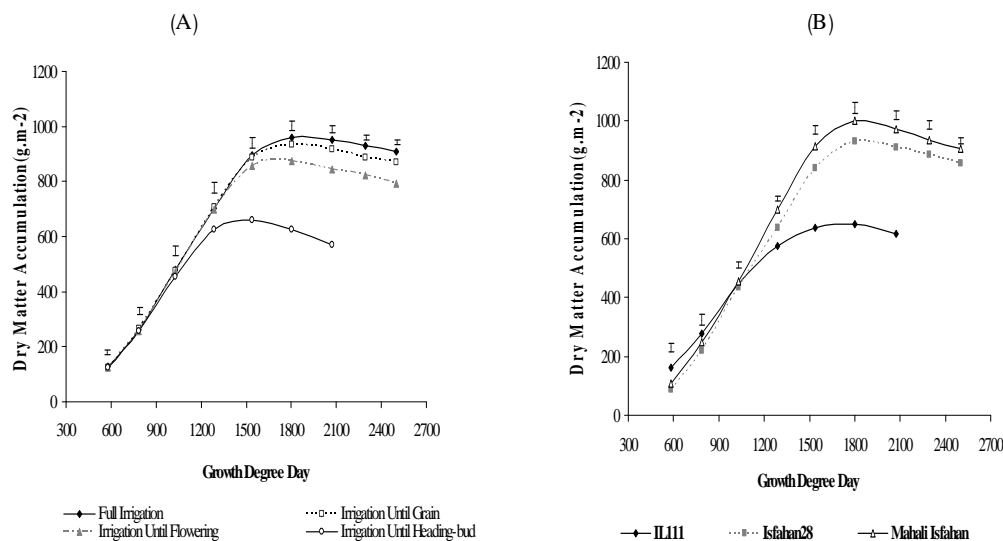 (A)
(B)
Dry Matter Accumulation (g.m-2)
1200
1000
800
600
400
200
0
300 600 900 1200 1500 1800 2100 2400 2700
Growth Degree Day
Full Irrigation
Irrigation Until Grain
Irrigation Until Flowering
Irrigation Until Heading-bud
Dry Matter Accumulation (g.m-2)
1200
1000
800
600
400
200
0
300 600 900 1200 1500 1800 2100 2400 2700
Growth Degree Day
IL111
Isfahan28
Mahali Isfahan